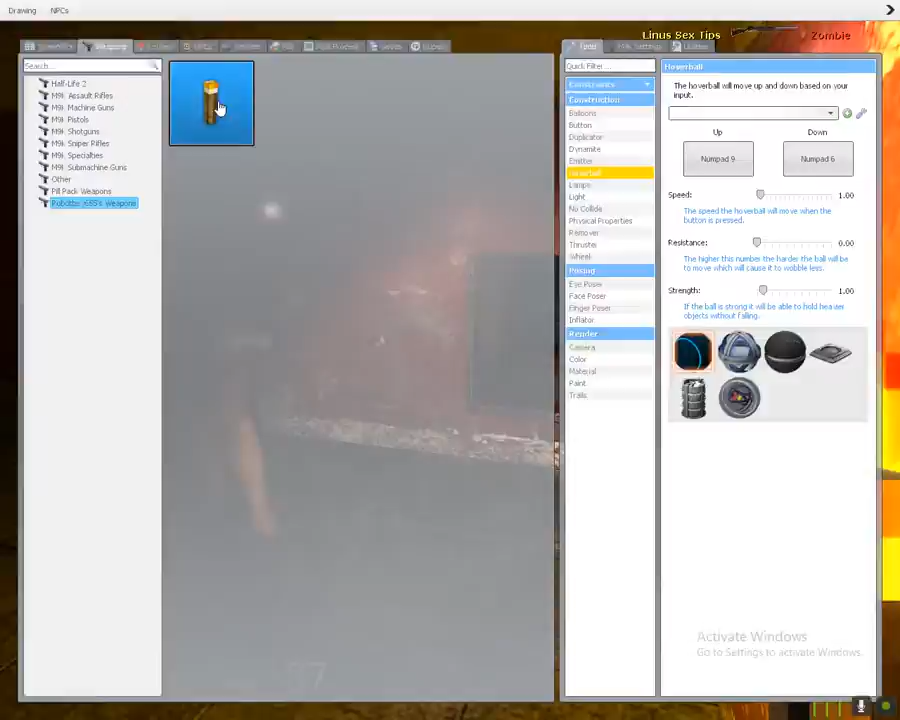 Drawing NPCs
Linus Sex Tips Zombie
Weapons
Search...
Half-Life 2
M9k Assault Rifles
M9k Machine Guns
M9k Pistols
M9k Shotguns
M9k Sniper Rifles
M9k Specialties
M9k Submachine Guns
Other
Pill Pack Weapons
Tools
Utilities
Quick Filter...
Constraints
Construction
Balloons
Button
Duplicator
Dynamite
Emitter
Hoverball
Lamps
Light
No Collide
Physical Properties
Remover
Thruster
Wheel
Posing
Eye Poser
Face Poser
Finger Poser
Inflator
Render
Camera
Color
Material
Paint
Trails
Hoverball
The hoverball will move up and down based on your
input.
Up Down
Numpad 9 Numpad 6
Speed: 1.00
The speed the hoverball will move when the
button is pressed.
Resistance: 0.00
The higher this number the harder the ball will be
to move which will cause it to wobble less.
Strength: 1.00
If the ball is strong it will be able to hold heavier
objects without falling.
Activate Windows
Go to Settings to activate Windows.